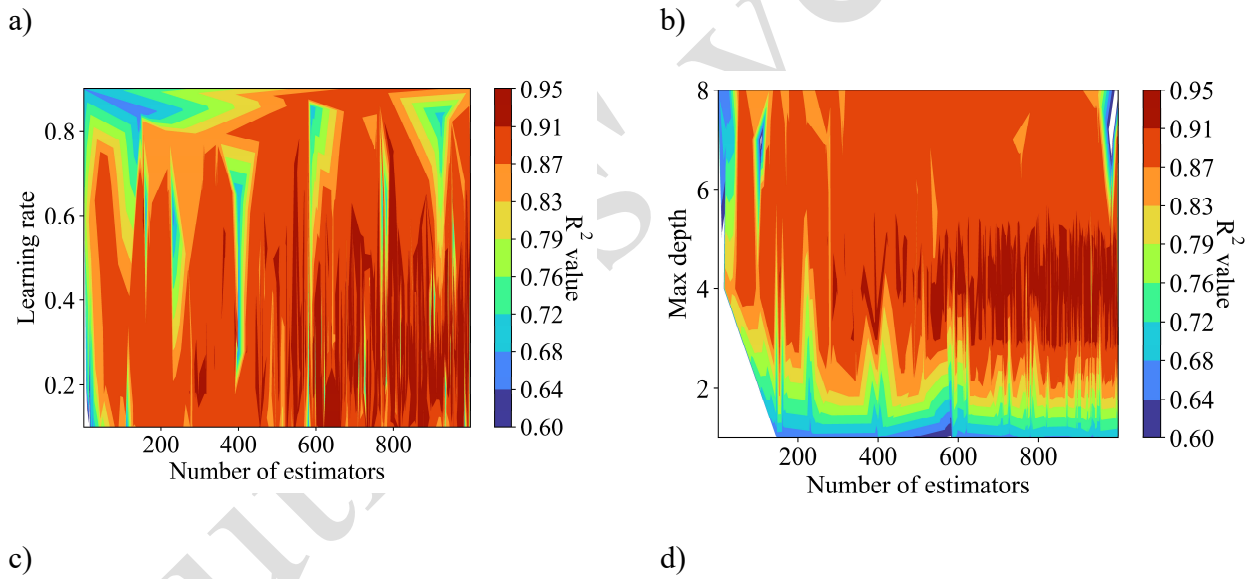 a)
b)
0.8
0.6
0.4
0.2
200 400 600 800
Learning rate
Number of estimators
0.95
0.91
0.87
0.83
0.79
0.76
0.72
0.68
0.64
0.60
R² value
8
6
4
2
200 400 600 800
Max depth
Number of estimators
0.95
0.91
0.87
0.83
0.79
0.76
0.72
0.68
0.64
0.60
R² value
c)
d)